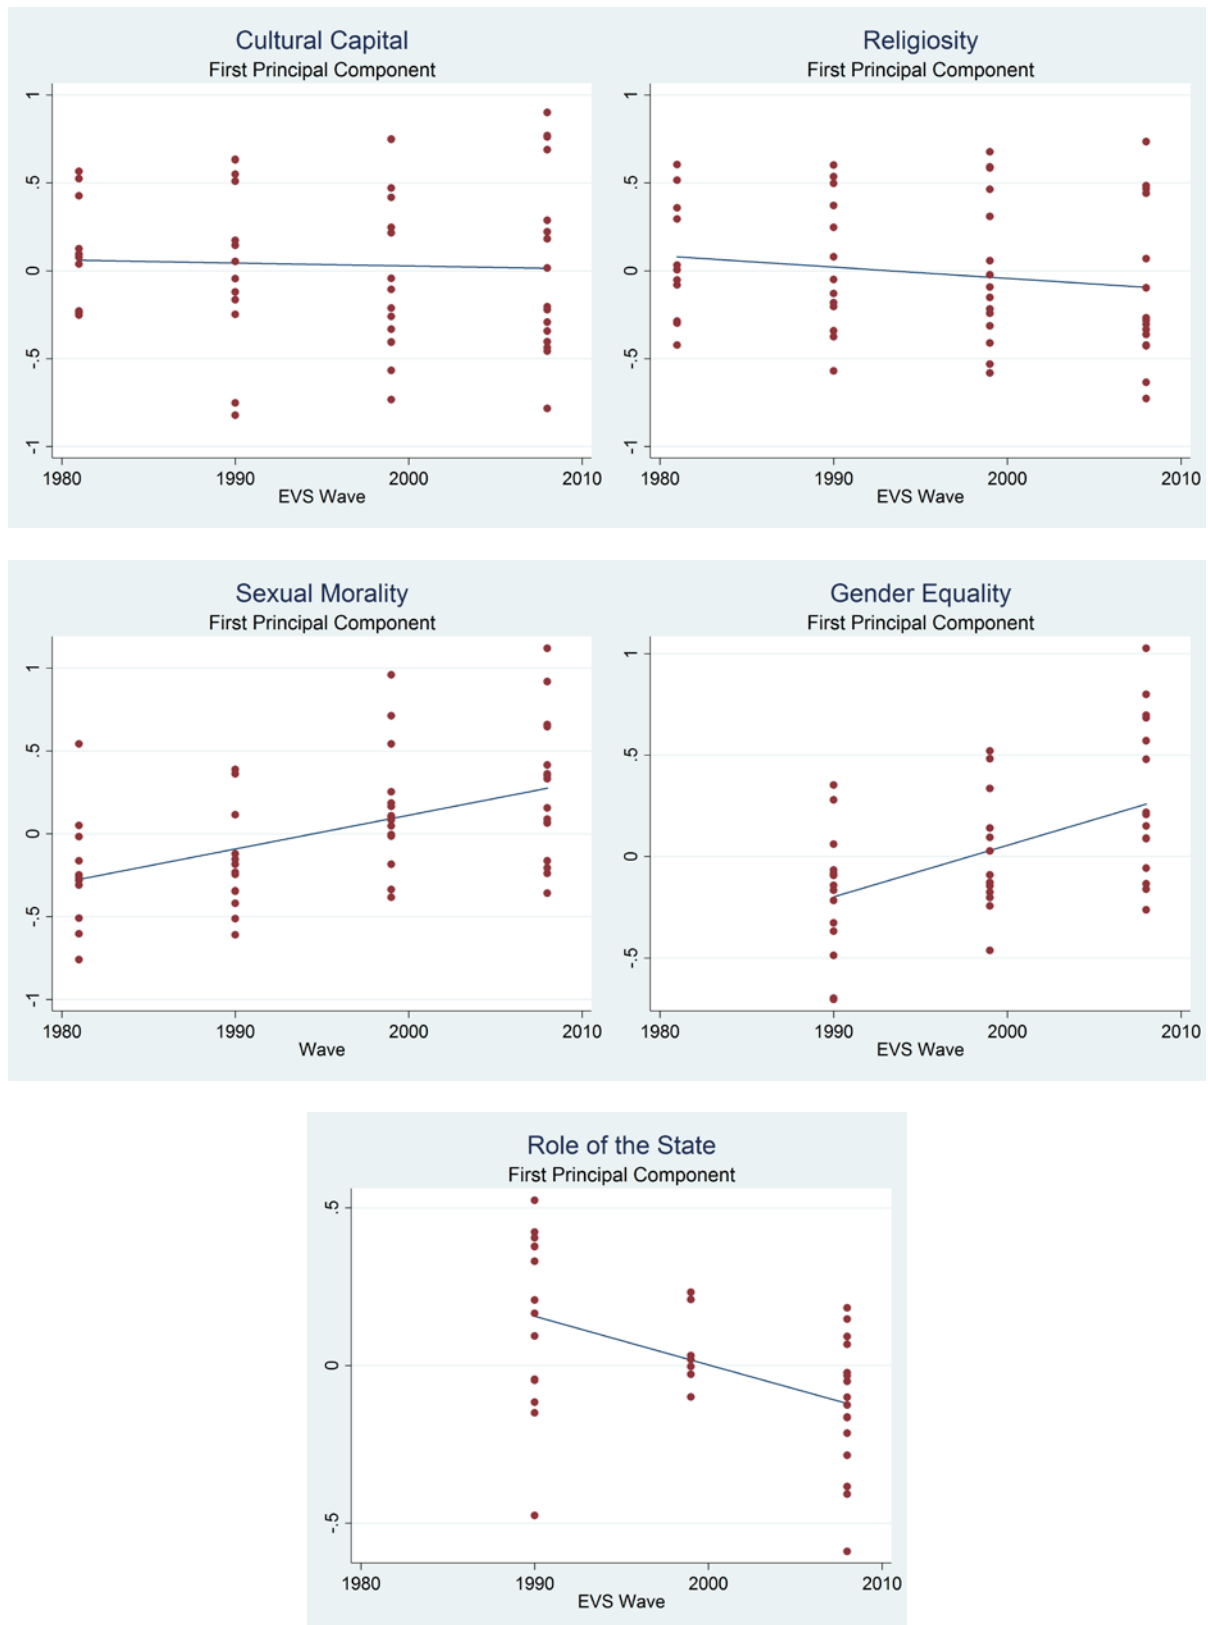 Cultural Capital
First Principal Component
1
.5
0
-.5
-1
1980 1990 2000 2010
EVS Wave
Religiosity
First Principal Component
1
.5
0
-.5
-1
1980 1990 2000 2010
EVS Wave
Sexual Morality
First Principal Component
1
.5
0
-.5
-1
1980 1990 2000 2010
Wave
Gender Equality
First Principal Component
1
.5
0
-.5
1980 1990 2000 2010
EVS Wave
Role of the State
First Principal Component
.5
0
-.5
1980 1990 2000 2010
EVS Wave